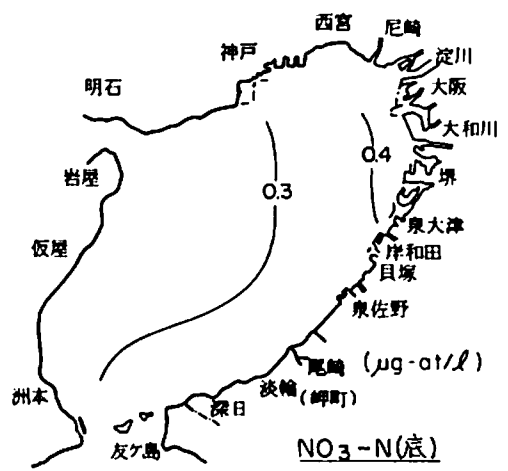 西宮
尼崎
神戸
淀川
明石
大阪
大和川
岩屋
0.3
0.4
堺
泉大津
仮屋
岸和田
貝塚
泉佐野
尾崎
(μg-at/l)
淡輪
(岬町)
洲本
深日
友ケ島
NO3-N(底)